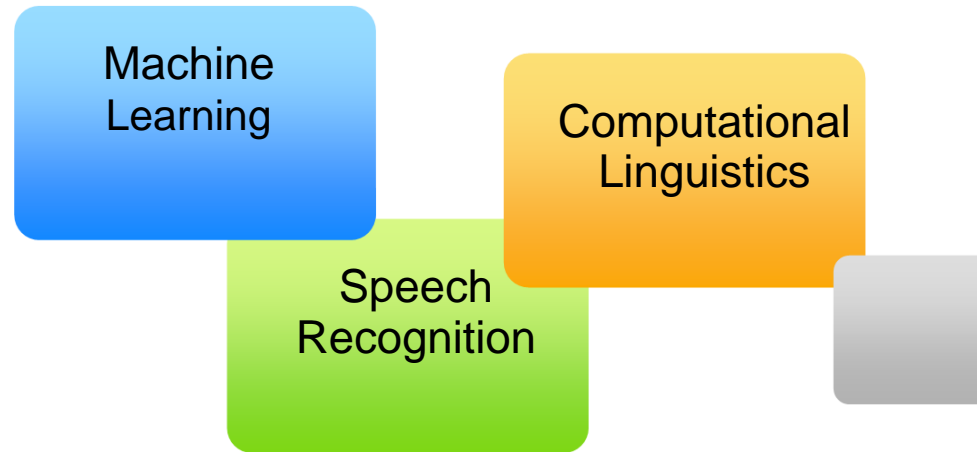 Machine
Learning
Computational
Linguistics
Speech
Recognition